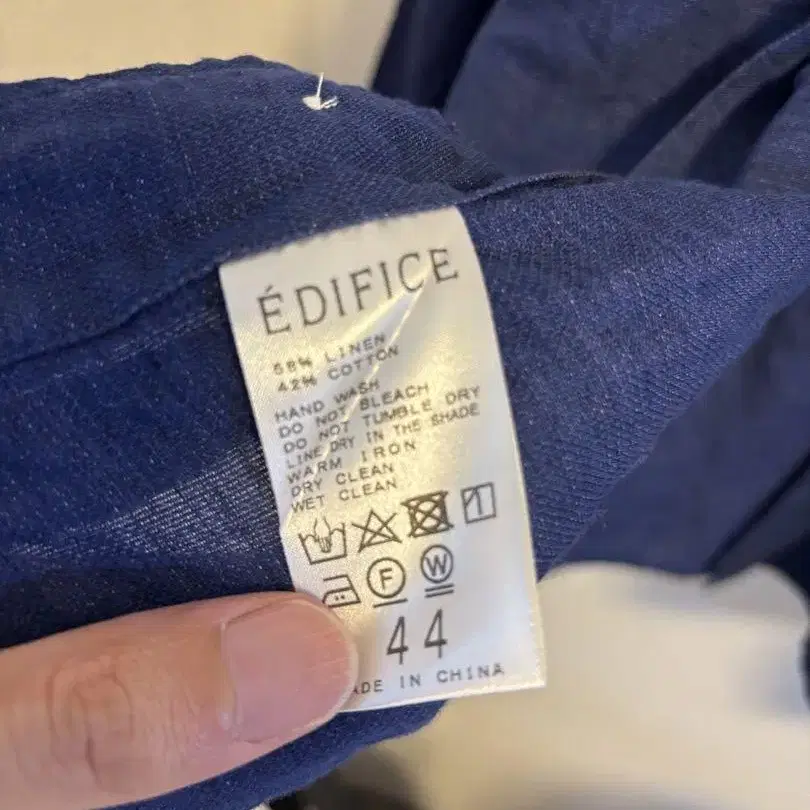 ÉDIFICE
58% LINEN
42% COTTON
HAND WASH
DO NOT BLEACH
DO NOT TUMBLE DRY
LINE DRY IN THE SHADE
WARM IRON
DRY CLEAN
WET CLEAN
F W
44
ADE IN CHINA